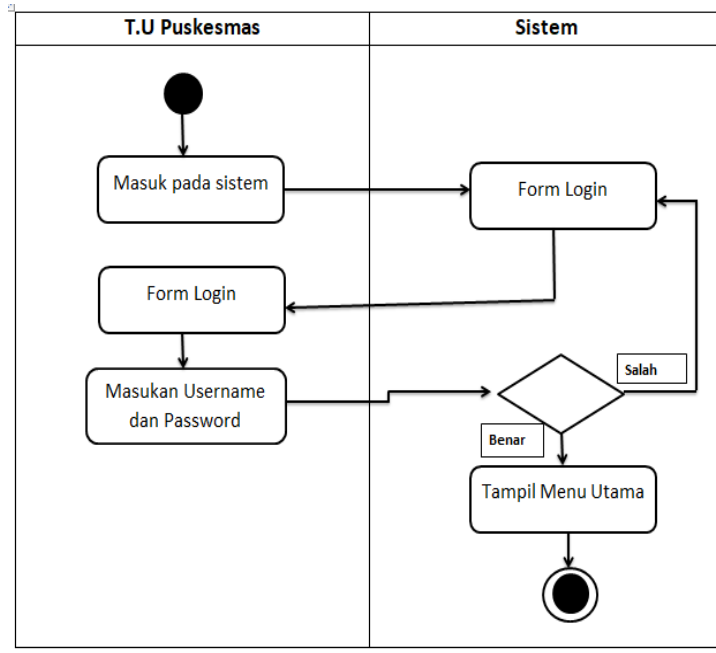 T.U Puskesmas
Sistem
Masuk pada sistem
Form Login
Form Login
Masukan Username
dan Password
Salah
Benar
Tampil Menu Utama